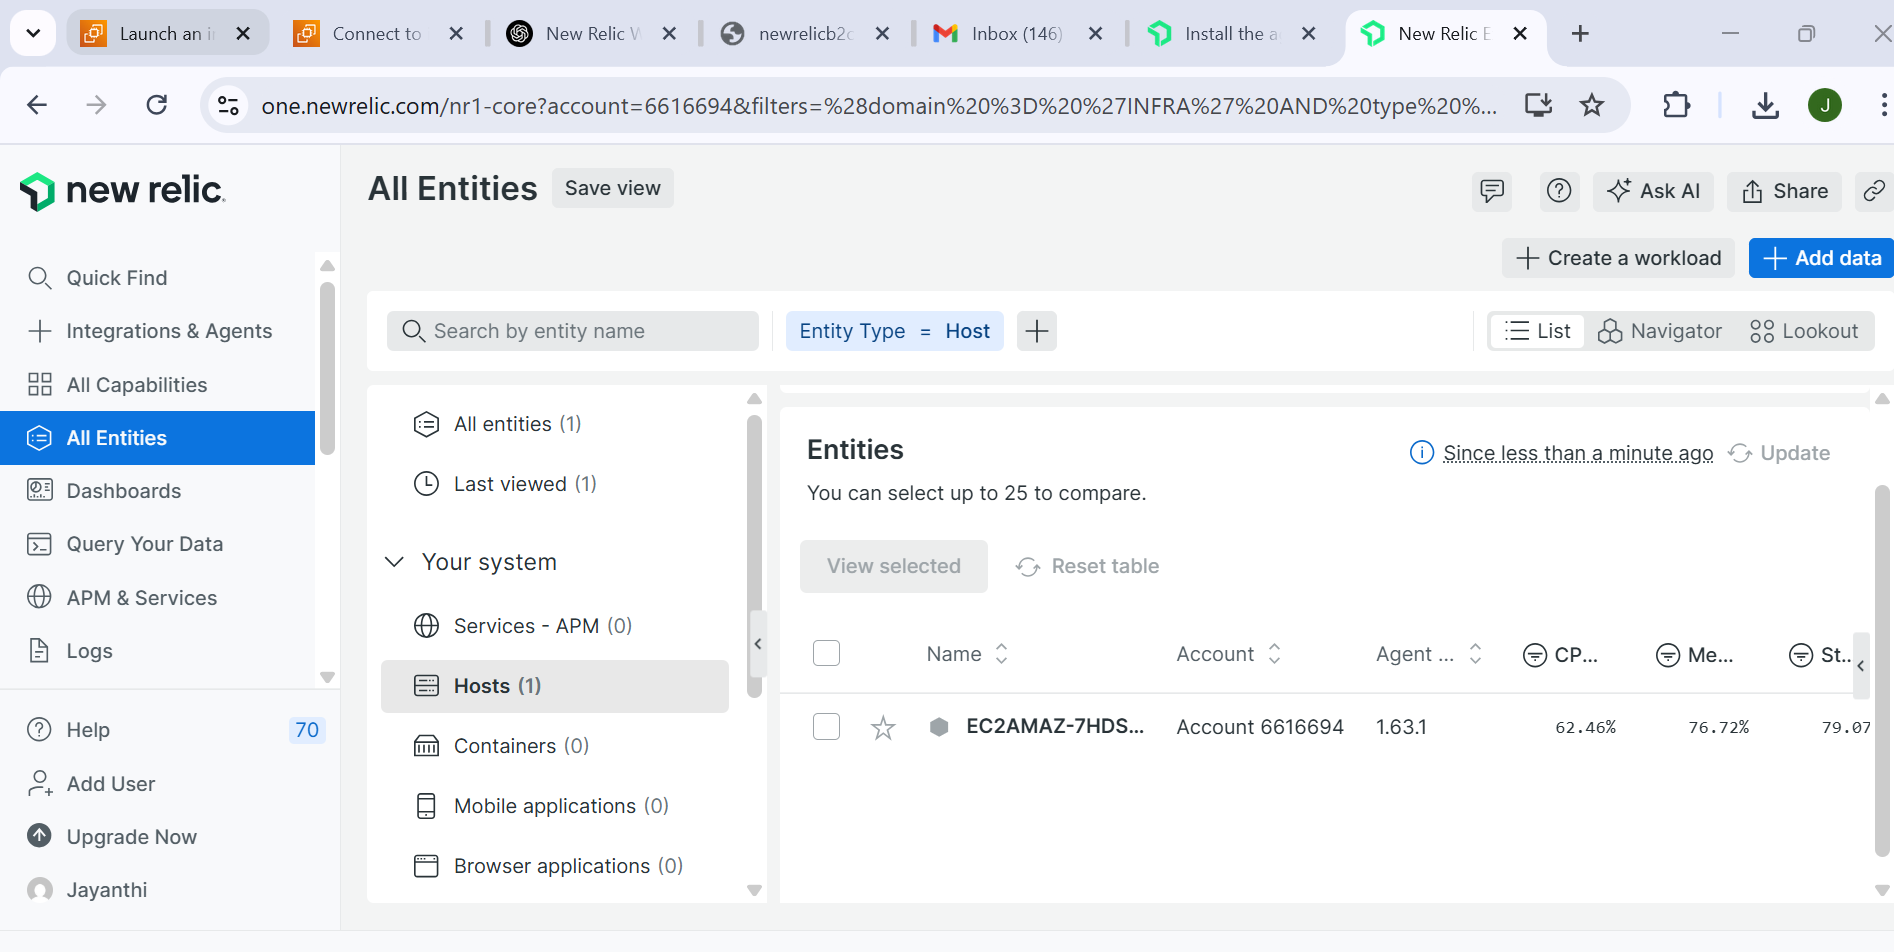 Launch an i
Connect to
New Relic W
newrelicb2c
Inbox (146)
Install the a
New Relic E
one.newrelic.com/nr1-core?account=6616694&filters=%28domain%20%3D%20%27INFRA%27%20AND%20type%20%...
J
new relic.
Quick Find
Integrations & Agents
All Capabilities
All Entities
Dashboards
Query Your Data
APM & Services
Logs
Help 70
Add User
Upgrade Now
Jayanthi
All Entities Save view
Ask AI Share
Create a workload Add data
Search by entity name Entity Type = Host
List Navigator Lookout
All entities (1)
Last viewed (1)
Your system
Services - APM (0)
Hosts (1)
Containers (0)
Mobile applications (0)
Browser applications (0)
Entities
Since less than a minute ago Update
You can select up to 25 to compare.
View selected Reset table
Name Account Agent ... CP... Me... St...
EC2AMAZ-7HDS... Account 6616694 1.63.1 62.46% 76.72% 79.07